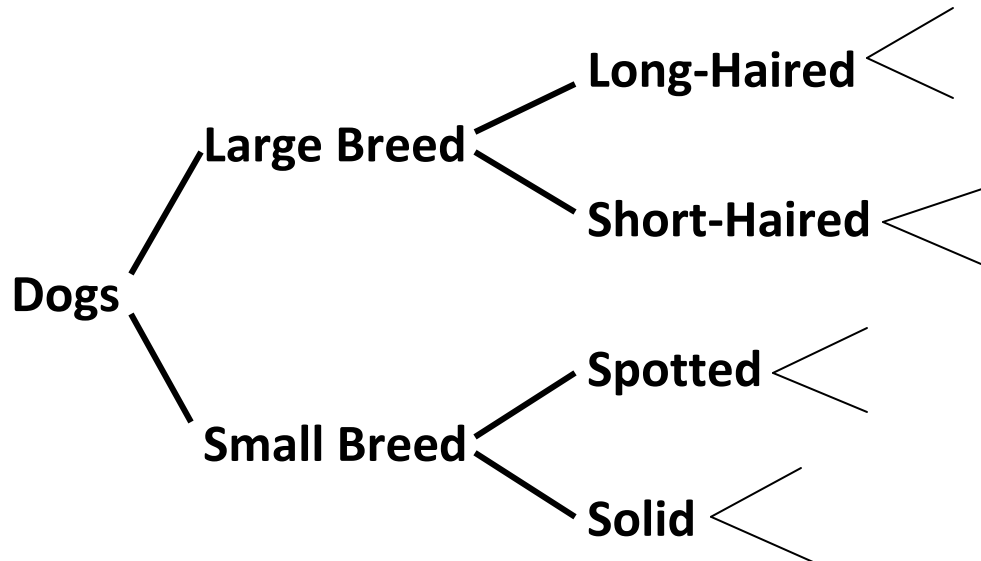 Long-Haired
Large Breed
Short-Haired
Dogs
Spotted
Small Breed
Solid